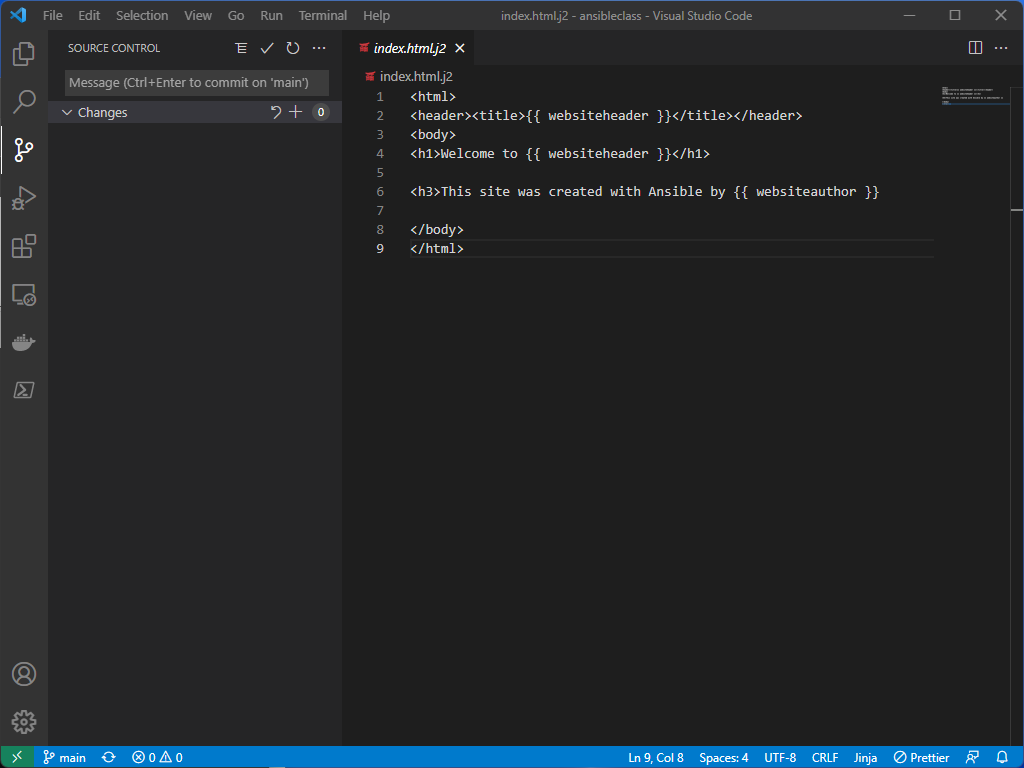 File Edit Selection View Go Run Terminal Help index.html.j2 - ansibleclass - Visual Studio Code
SOURCE CONTROL
Message (Ctrl+Enter to commit on 'main')
Changes 0
index.html.j2
index.html.j2
1 <html>
2 <header><title>{{ websiteheader }}</title></header>
3 <body>
4 <h1>Welcome to {{ websiteheader }}</h1>
5
6 <h3>This site was created with Ansible by {{ websiteauthor }}
7
8 </body>
9 </html>
main 0 0 Ln 9, Col 8 Spaces: 4 UTF-8 CRLF Jinja Prettier